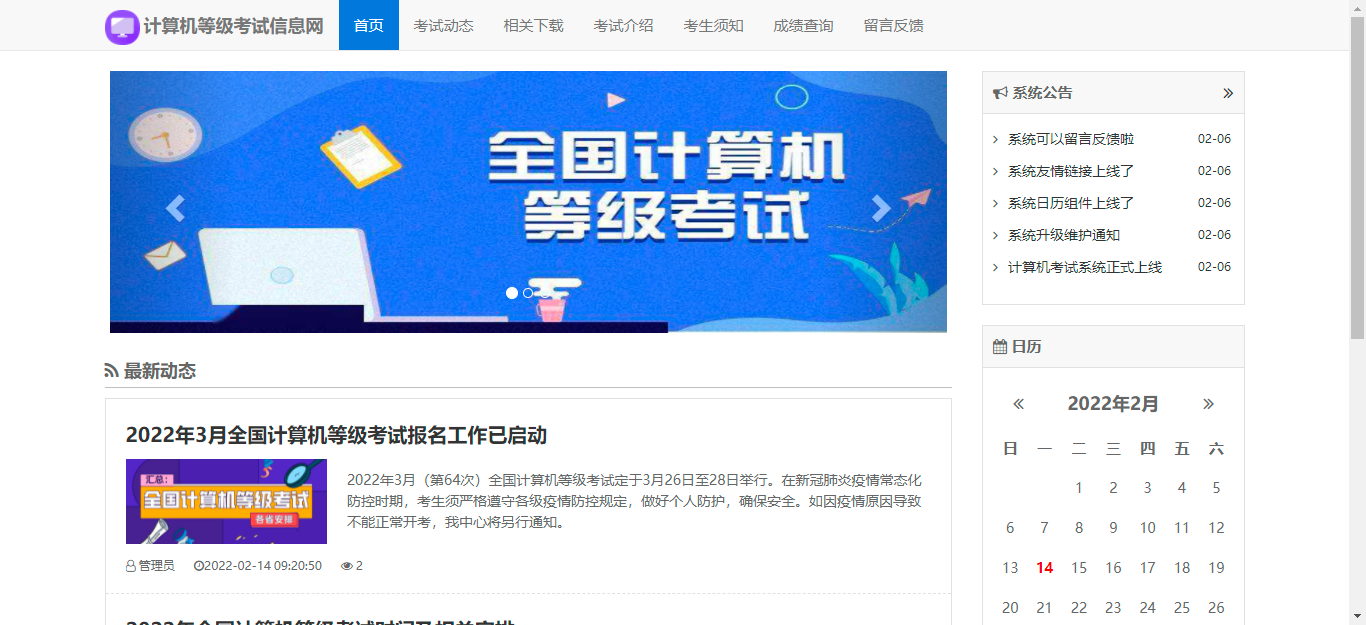 计算机等级考试信息网
首页
考试动态
相关下载
考试介绍
考生须知
成绩查询
留言反馈
全国计算机
等级考试
最新动态
2022年3月全国计算机等级考试报名工作已启动
汇总：
全国计算机等级考试
各省安排
2022年3月（第64次）全国计算机等级考试定于3月26日至28日举行。在新冠肺炎疫情常态化
防控时期，考生须严格遵守各级疫情防控规定，做好个人防护，确保安全。如因疫情原因导致
不能正常开考，我中心将另行通知。
管理员 2022-02-14 09:20:50 2
系统公告
系统可以留言反馈啦 02-06
系统友情链接上线了 02-06
系统日历组件上线了 02-06
系统升级维护通知 02-06
计算机考试系统正式上线 02-06
日历
2022年2月
日 一 二 三 四 五 六
1 2 3 4 5
6 7 8 9 10 11 12
13 14 15 16 17 18 19
20 21 22 23 24 25 26